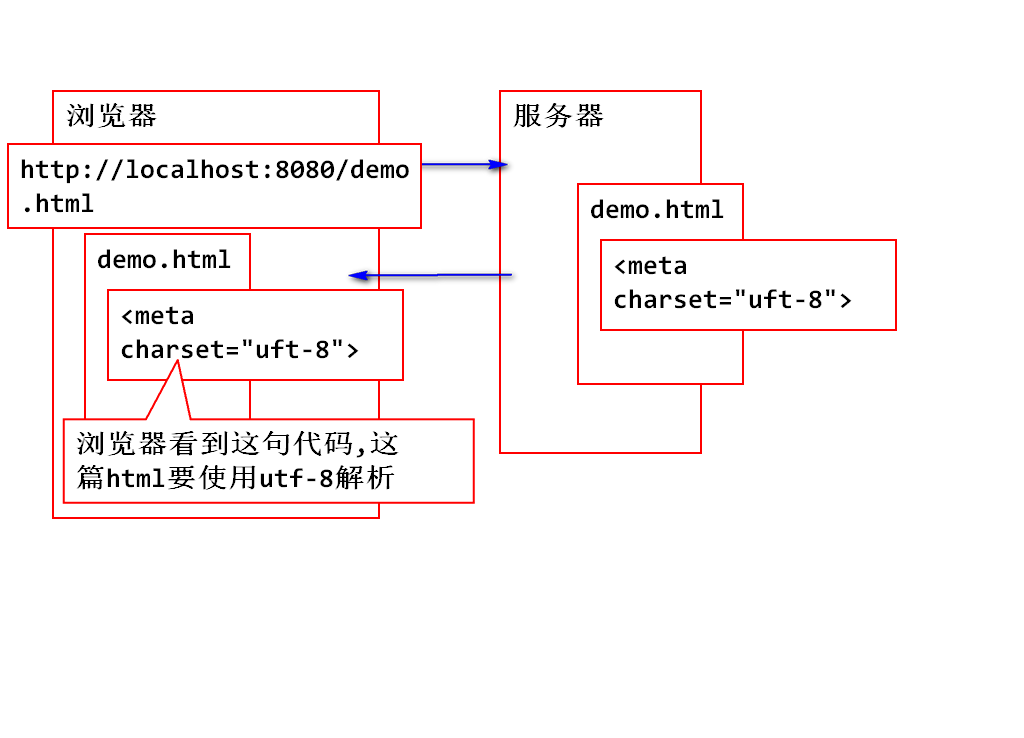 浏览器
http://localhost:8080/demo
.html
demo.html
<meta
charset="uft-8">
浏览器看到这句代码,这
篇html要使用utf-8解析
服务器
demo.html
<meta
charset="uft-8">